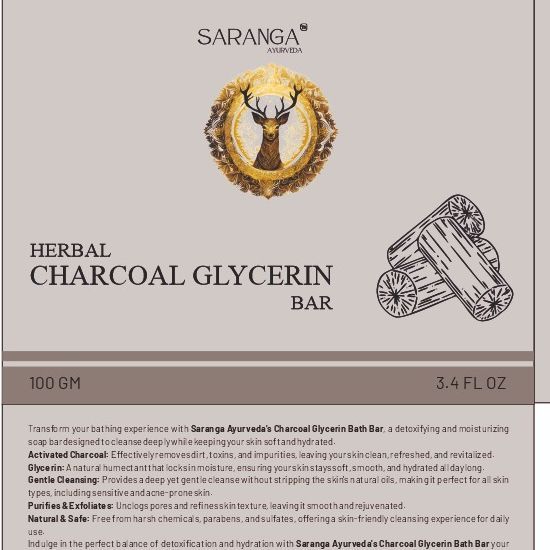 SARANGA
AYURVEDA
HERBAL
CHARCOAL GLYCERIN
BAR
100 GM 3.4 FL OZ
Transform your bathing experience with Saranga Ayurveda's Charcoal Glycerin Bath Bar, a detoxifying and moisturizing
soap bar designed to cleanse deeply while keeping your skin soft and hydrated.
Activated Charcoal: Effectively removes dirt, toxins, and impurities, leaving your skin clean, refreshed, and revitalized.
Glycerin: A natural humectant that locks in moisture, ensuring your skin stays soft, smooth, and hydrated all day long.
Gentle Cleansing: Provides a deep yet gentle cleanse without stripping the skin's natural oils, making it perfect for all skin
types, including sensitive and acne-prone skin.
Purifies & Exfoliates: Unclogs pores and refines skin texture, leaving it smooth and rejuvenated.
Natural & Safe: Free from harsh chemicals, parabens, and sulfates, offering a skin-friendly cleansing experience for daily
use.
Indulge in the perfect balance of detoxification and hydration with Saranga Ayurveda's Charcoal Glycerin Bath Bar your